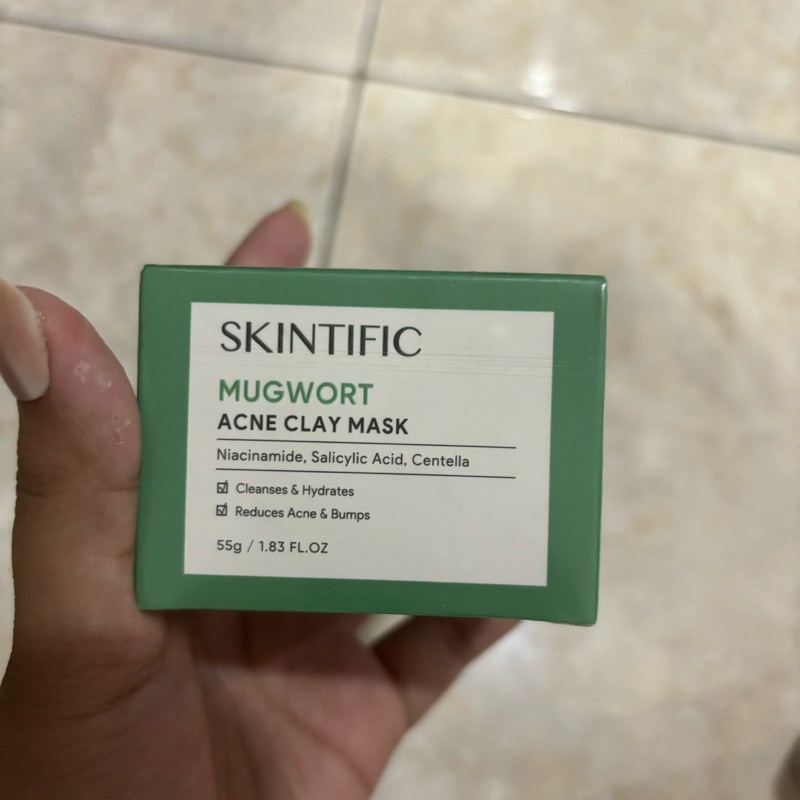 SKINTIFIC
MUGWORT
ACNE CLAY MASK
Niacinamide, Salicylic Acid, Centella
☑ Cleanses & Hydrates
☑ Reduces Acne & Bumps
55g / 1.83 FL.OZ